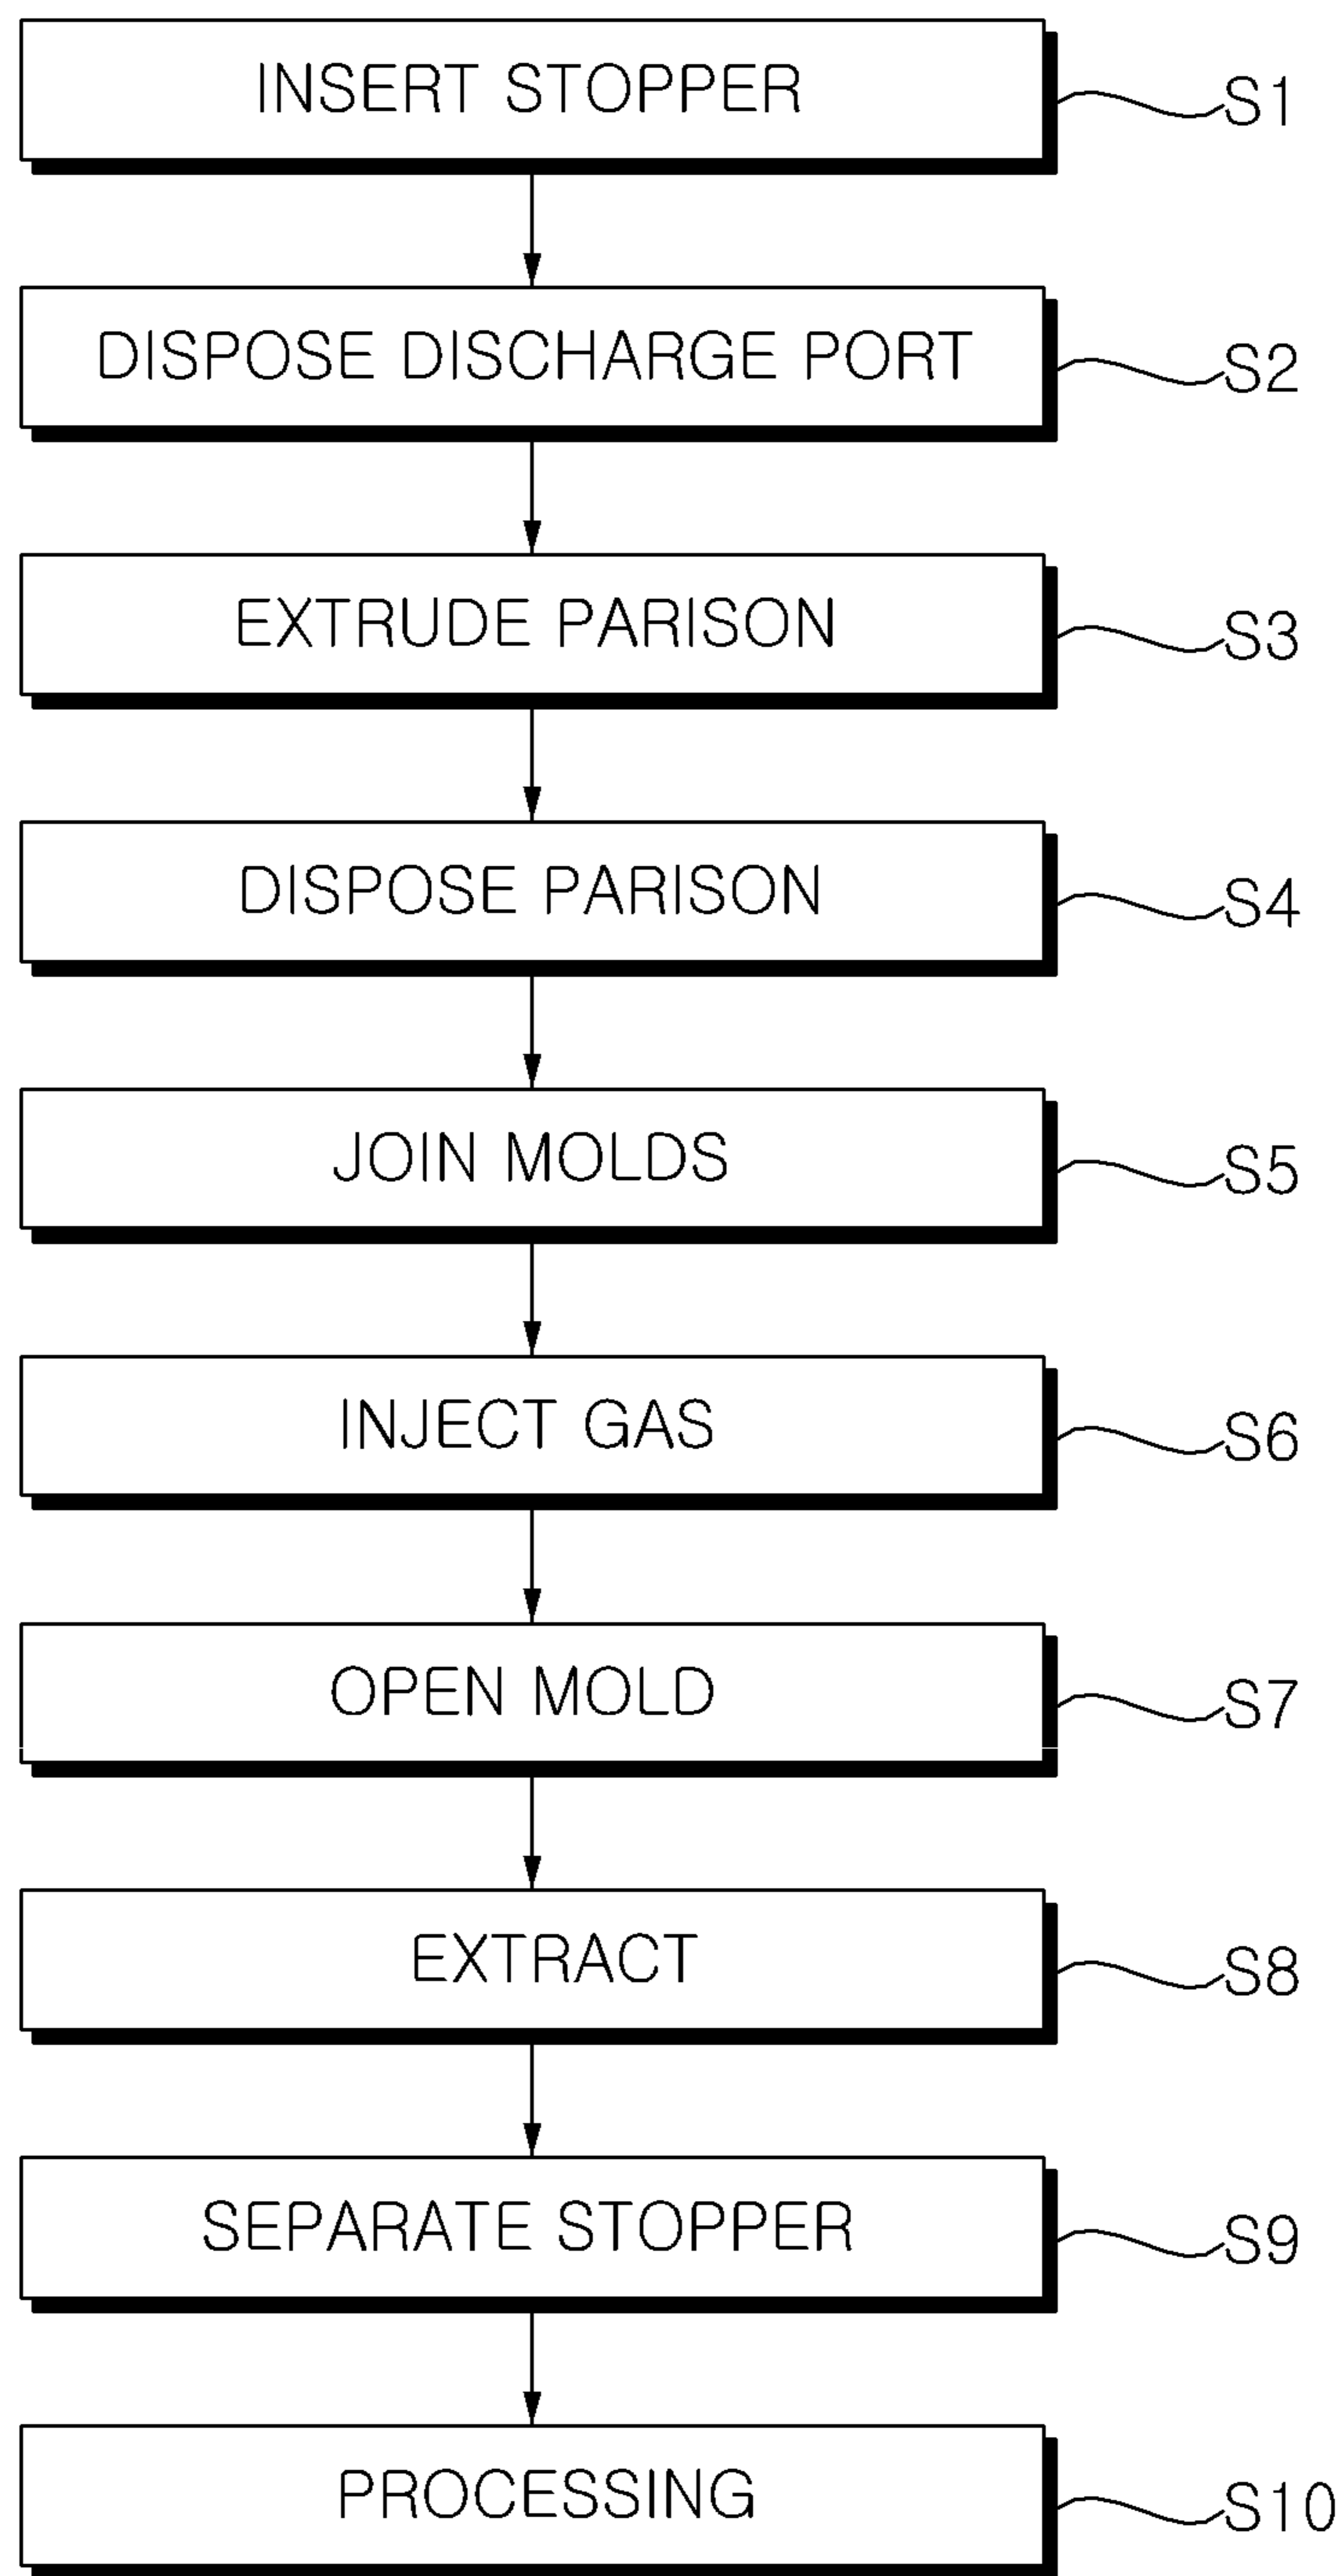 INSERT STOPPER S1
DISPOSE DISCHARGE PORT S2
EXTRUDE PARISON S3
DISPOSE PARISON S4
JOIN MOLDS S5
INJECT GAS S6
OPEN MOLD S7
EXTRACT S8
SEPARATE STOPPER S9
PROCESSING S10